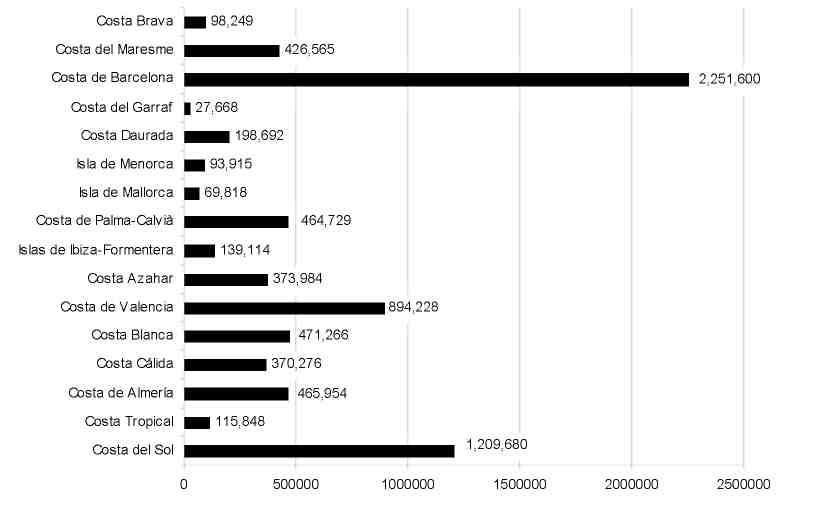 Costa Brava 98,249
Costa del Maresme 426,565
Costa de Barcelona 2,251,600
Costa del Garraf 27,668
Costa Daurada 198,692
Isla de Menorca 93,915
Isla de Mallorca 69,818
Costa de Palma-Calvià 464,729
Islas de Ibiza-Formentera 139,114
Costa Azahar 373,984
Costa de Valencia 894,228
Costa Blanca 471,266
Costa Cálida 370,276
Costa de Almería 465,954
Costa Tropical 115,848
Costa del Sol 1,209,680
0 500000 1000000 1500000 2000000 2500000